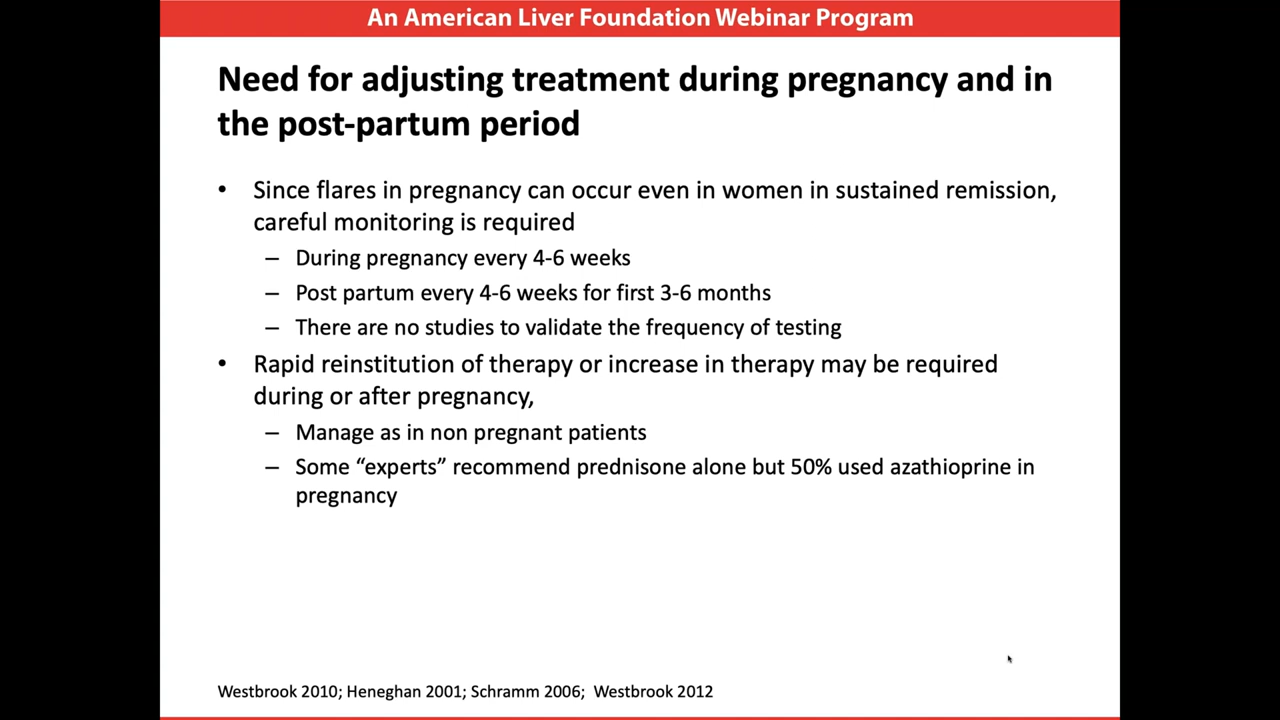 An American Liver Foundation Webinar Program
Need for adjusting treatment during pregnancy and in
the post-partum period
• Since flares in pregnancy can occur even in women in sustained remission,
careful monitoring is required
– During pregnancy every 4-6 weeks
– Post partum every 4-6 weeks for first 3-6 months
– There are no studies to validate the frequency of testing
• Rapid reinstitution of therapy or increase in therapy may be required
during or after pregnancy,
– Manage as in non pregnant patients
– Some “experts” recommend prednisone alone but 50% used azathioprine in
pregnancy
Westbrook 2010; Heneghan 2001; Schramm 2006;  Westbrook 2012